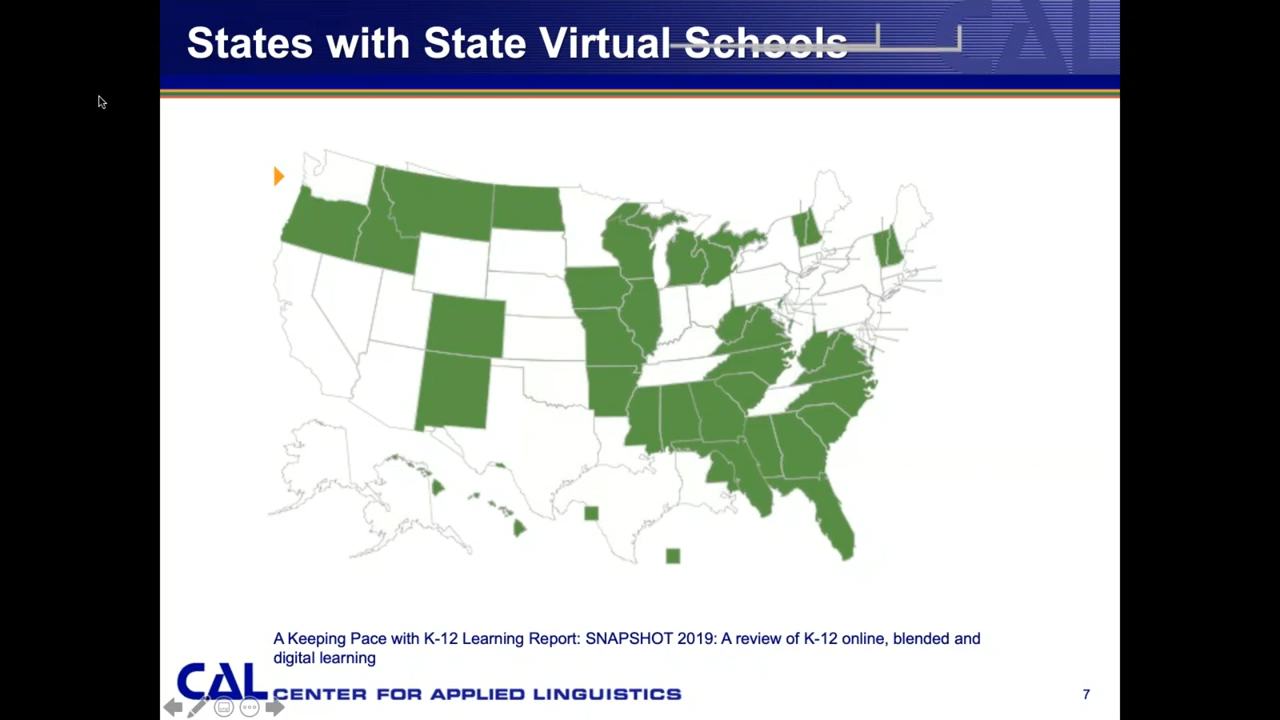 States with State Virtual Schools
CAL
A Keeping Pace with K-12 Learning Report: SNAPSHOT 2019: A review of K-12 online, blended and
digital learning
CAL CENTER FOR APPLIED LINGUISTICS
7